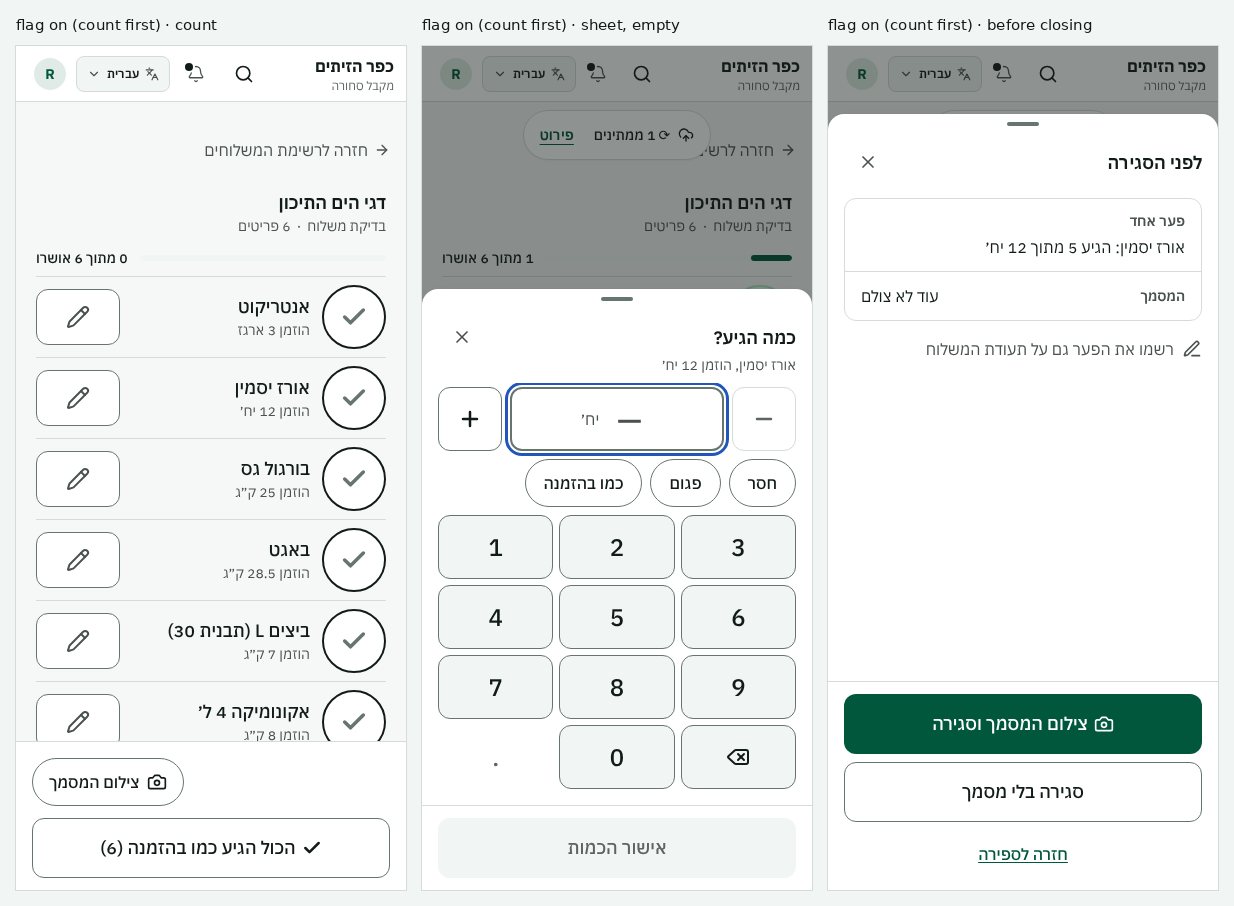 flag on (count first) · count
כפר הזיתים
מקבל סחורה
עברית
R
חזרה לרשימת המשלוחים
דגי הים התיכון
בדיקת משלוח · 6 פריטים
0 מתוך 6 אושרו
אנטריקוט
הוזמן 3 ארגז
אורז יסמין
הוזמן 12 יח׳
בורגול גס
הוזמן 25 ק״ג
באגט
הוזמן 28.5 ק״ג
ביצים L (תבנית 30)
הוזמן 7 ק״ג
אקונומיקה 4 ל׳
הוזמן 8 ק״ג
צילום המסמך
הכול הגיע כמו בהזמנה (6)
flag on (count first) · sheet, empty
כפר הזיתים
מקבל סחורה
עברית
R
1 ממתינים
פירוט
חזרה לרשי
דגי הים התיכון
בדיקת משלוח · 6 פריטים
1 מתוך 6 אושרו
כמה הגיע?
אורז יסמין, הוזמן 12 יח׳
− — יח׳ +
חסר
פגום
כמו בהזמנה
1 2 3
4 5 6
7 8 9
. 0
אישור הכמות
flag on (count first) · before closing
כפר הזיתים
מקבל סחורה
עברית
R
לפני הסגירה
פער אחד
אורז יסמין: הגיע 5 מתוך 12 יח׳
המסמך
עוד לא צולם
רשמו את הפער גם על תעודת המשלוח
צילום המסמך וסגירה
סגירה בלי מסמך
חזרה לספירה